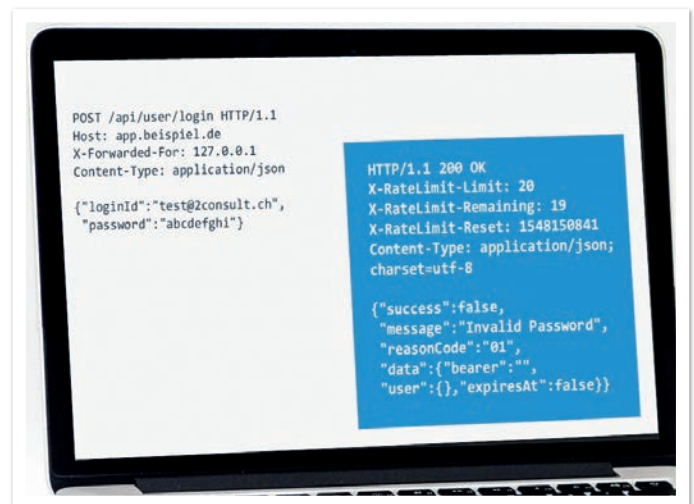 POST /api/user/login HTTP/1.1
Host: app.beispiel.de
X-Forwarded-For: 127.0.0.1
Content-Type: application/json
{"loginId":"test@2consult.ch",
"password":"abcdefghi"}
HTTP/1.1 200 OK
X-RateLimit-Limit: 20
X-RateLimit-Remaining: 19
X-RateLimit-Reset: 1548150841
Content-Type: application/json;
charset=utf-8
{"success":false,
"message":"Invalid Password",
"reasonCode":"01",
"data":{"bearer":"",
"user":{},"expiresAt":false}}